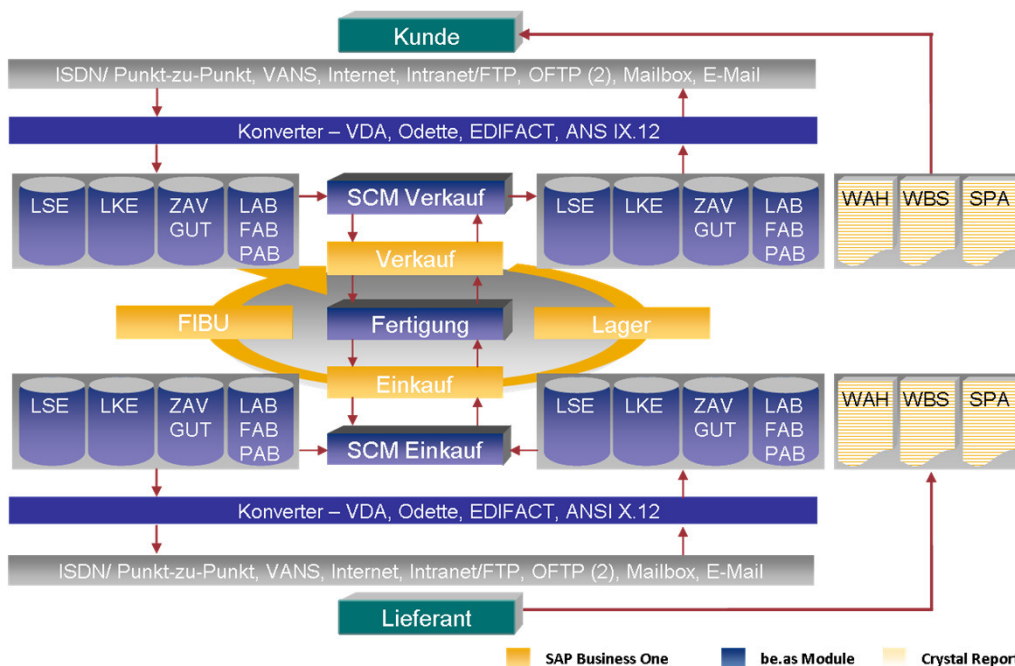 Kunde
ISDN/ Punkt-zu-Punkt, VANS, Internet, Intranet/FTP, OFTP (2), Mailbox, E-Mail
Konverter – VDA, Odette, EDIFACT, ANS IX.12
LSE
LKE
ZAV
GUT
LAB
FAB
PAB
SCM Verkauf
LSE
LKE
ZAV
GUT
LAB
FAB
PAB
WAH
WBS
SPA
Verkauf
FIBU
Fertigung
Lager
Einkauf
LSE
LKE
ZAV
GUT
LAB
FAB
PAB
SCM Einkauf
LSE
LKE
ZAV
GUT
LAB
FAB
PAB
WAH
WBS
SPA
Konverter – VDA, Odette, EDIFACT, ANSI X.12
ISDN/ Punkt-zu-Punkt, VANS, Internet, Intranet/FTP, OFTP (2), Mailbox, E-Mail
Lieferant
SAP Business One
be.as Module
Crystal Report